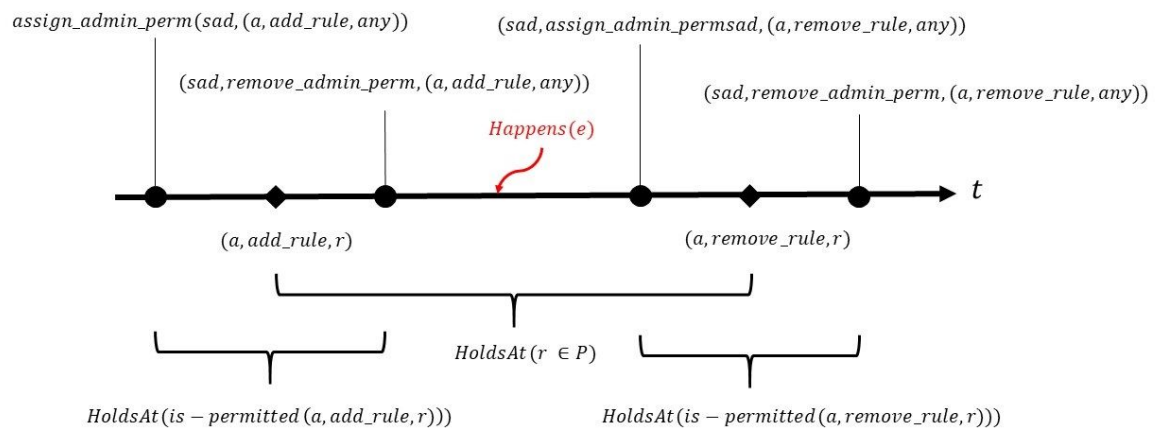 assign_admin_perm(sad,(a,add_rule,any))
(sad,assign_admin_permsad,(a,remove_rule,any))
(sad,remove_admin_perm,(a,add_rule,any))
(sad,remove_admin_perm,(a,remove_rule,any))
Happens(e)
t
(a,add_rule,r)
(a,remove_rule,r)
HoldsAt(r ∈ P)
HoldsAt(is−permitted(a,add_rule,r)))
HoldsAt(is−permitted(a,remove_rule,r)))